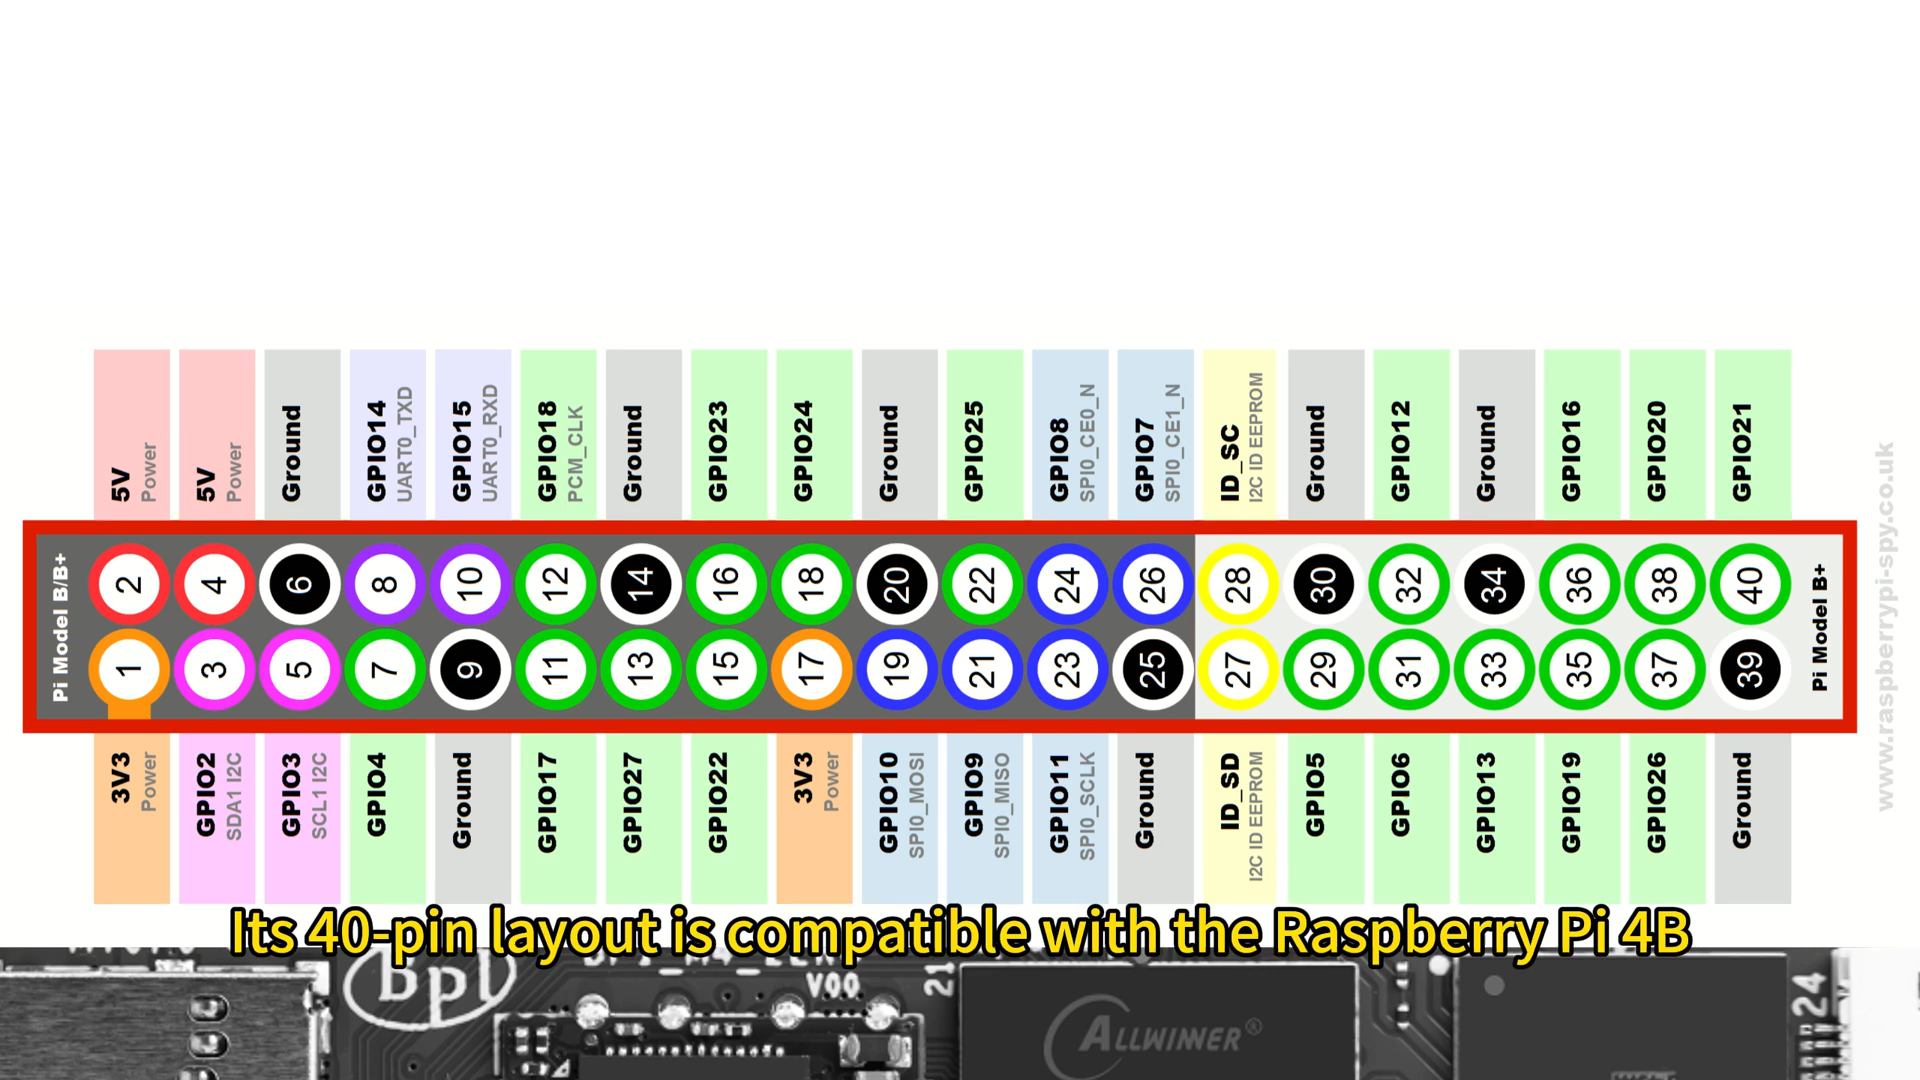 5V
Power
5V
Power
Ground
GPIO14
UART0_TXD
GPIO15
UART0_RXD
GPIO18
PCM_CLK
Ground
GPIO23
GPIO24
Ground
GPIO25
GPIO8
SPI0_CE0_N
GPIO7
SPI0_CE1_N
ID_SC
I2C ID EEPROM
Ground
GPIO12
Ground
GPIO16
GPIO20
GPIO21
www.raspberrypi-spy.co.uk
Pi Model B/B+
2 4 6 8 10 12 14 16 18 20 22 24 26 28 30 32 34 36 38 40
1 3 5 7 9 11 13 15 17 19 21 23 25 27 29 31 33 35 37 39
Pi Model B+
3V3
Power
GPIO2
SDA1 I2C
GPIO3
SCL1 I2C
GPIO4
Ground
GPIO17
GPIO27
GPIO22
3V3
Power
GPIO10
SPI0_MOSI
GPIO9
SPI0_MISO
GPIO11
SPI0_SCLK
Ground
ID_SD
I2C ID EEPROM
GPIO5
GPIO6
GPIO13
GPIO19
GPIO26
Ground
Its 40-pin layout is compatible with the Raspberry Pi 4B
bpi
V00
21
ALLWINNER®
24